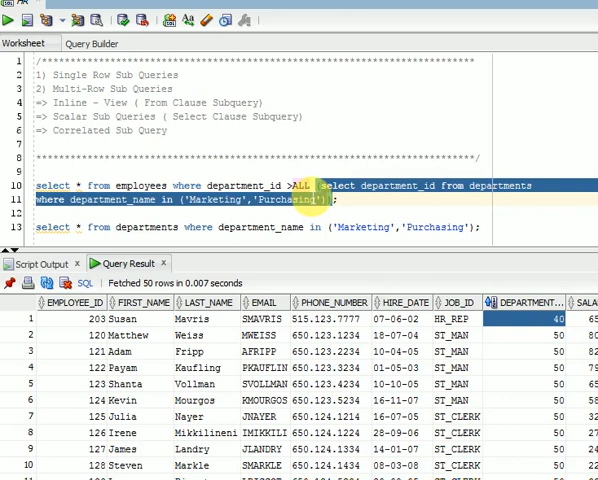 Worksheet Query Builder
1 /*****************************************************************************
2 1) Single Row Sub Queries
3 2) Multi-Row Sub Queries
4 => Inline - View ( From Clause Subquery)
5 => Scalar Sub Queries ( Select Clause Subquery)
6 => Correlated Sub Query
7
8
9 *****************************************************************************/
10 select * from employees where department_id >ALL (select department_id from departments
11 where department_name in ('Marketing','Purchasing'));
12
13 select * from departments where department_name in ('Marketing','Purchasing');
Script Output × Query Result ×
SQL Fetched 50 rows in 0.007 seconds
EMPLOYEE_ID FIRST_NAME LAST_NAME EMAIL PHONE_NUMBER HIRE_DATE JOB_ID DEPARTMENT... SALA
1 203 Susan Mavris SMAVRIS 515.123.7777 07-06-02 HR_REP 40 65
2 120 Matthew Weiss MWEISS 650.123.1234 18-07-04 ST_MAN 50 80
3 121 Adam Fripp AFRIPP 650.123.2234 10-04-05 ST_MAN 50 82
4 122 Payam Kaufling PKAUFLIN 650.123.3234 01-05-03 ST_MAN 50 79
5 123 Shanta Vollman SVOLLMAN 650.123.4234 10-10-05 ST_MAN 50 65
6 124 Kevin Mourgos KMOURGOS 650.123.5234 16-11-07 ST_MAN 50 58
7 125 Julia Nayer JNAYER 650.124.1214 16-07-05 ST_CLERK 50 32
8 126 Irene Mikkilineni IMIKKILI 650.124.1224 28-09-06 ST_CLERK 50 27
9 127 James Landry JLANDRY 650.124.1334 14-01-07 ST_CLERK 50 24
10 128 Steven Markle SMARKLE 650.124.1434 08-03-08 ST_CLERK 50 22